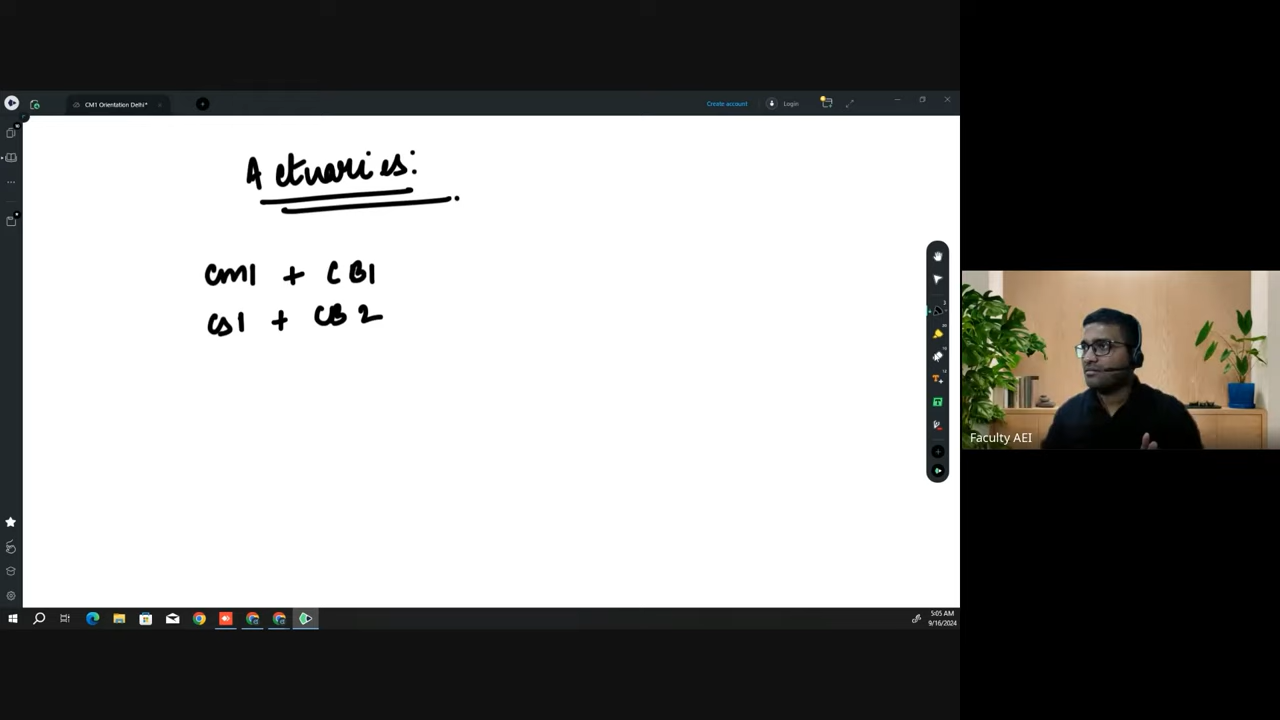 CM1 Orientation Delhi*
Create account
Login
Actuaries:
CM1 + CB1
CS1 + CB2
Faculty AEI
5:05 AM
9/16/2024